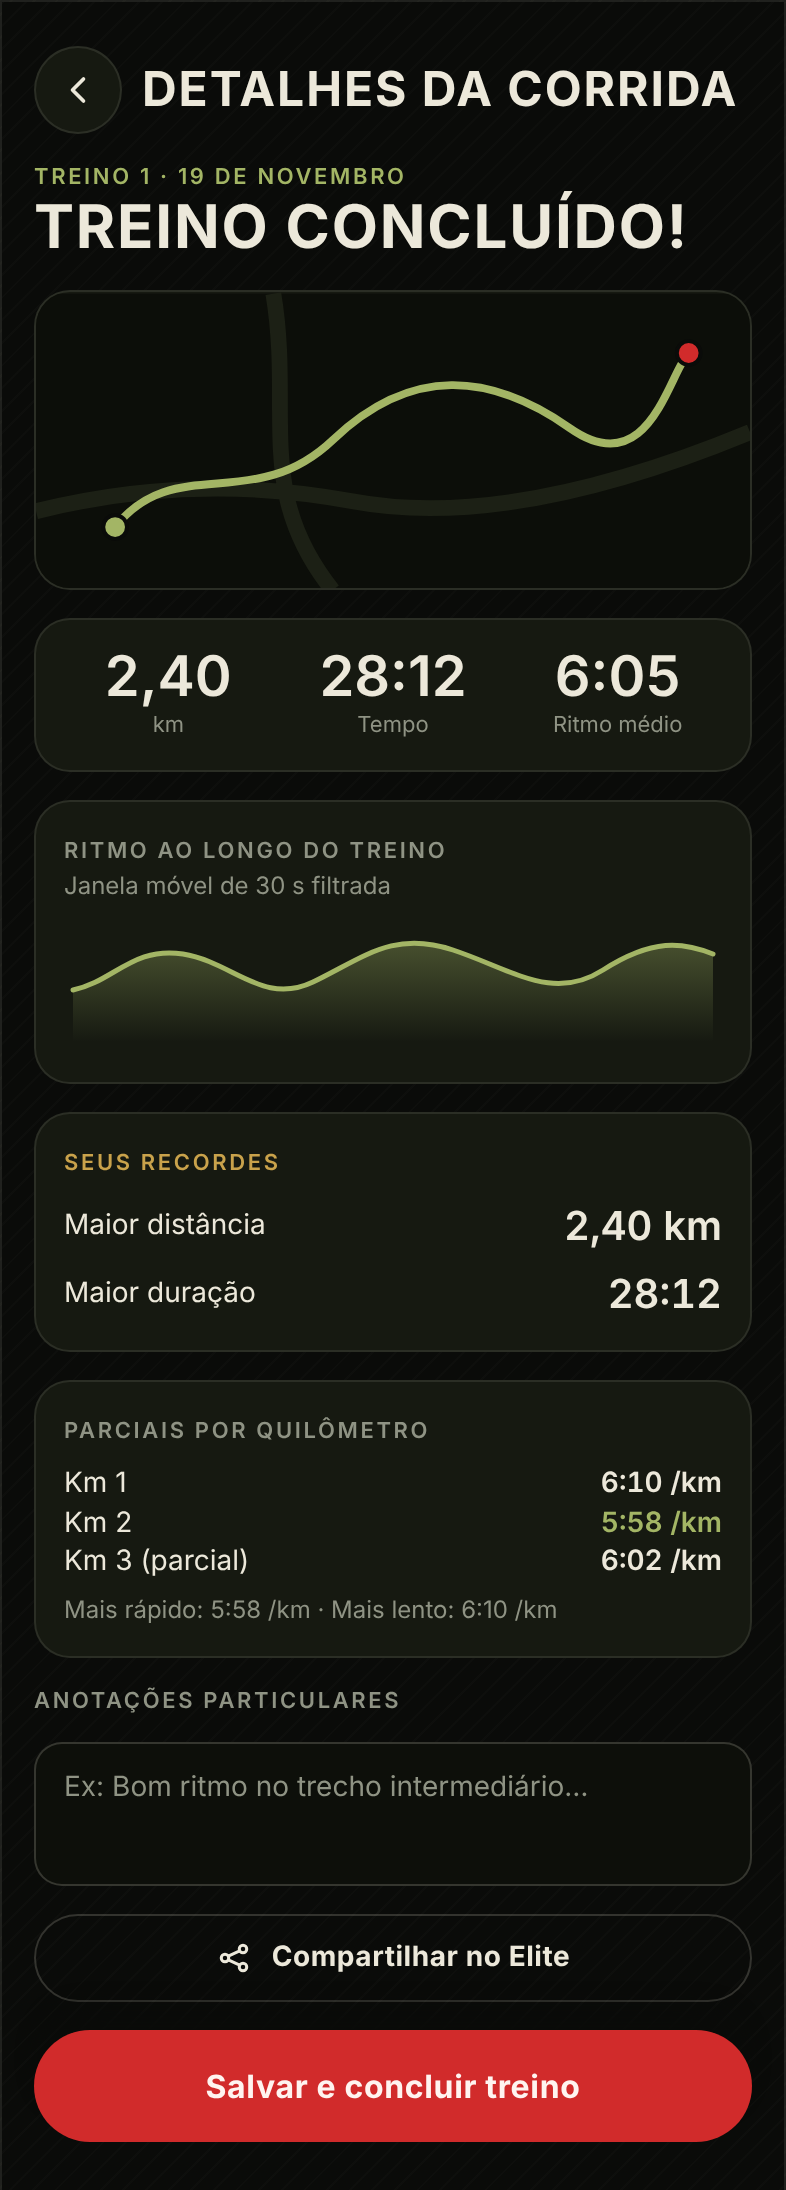 DETALHES DA CORRIDA
TREINO 1 · 19 DE NOVEMBRO
TREINO CONCLUÍDO!
2,40 28:12 6:05
km Tempo Ritmo médio
RITMO AO LONGO DO TREINO
Janela móvel de 30 s filtrada
SEUS RECORDES
Maior distância 2,40 km
Maior duração 28:12
PARCIAIS POR QUILÔMETRO
Km 1 6:10 /km
Km 2 5:58 /km
Km 3 (parcial) 6:02 /km
Mais rápido: 5:58 /km · Mais lento: 6:10 /km
ANOTAÇÕES PARTICULARES
Ex: Bom ritmo no trecho intermediário...
Compartilhar no Elite
Salvar e concluir treino